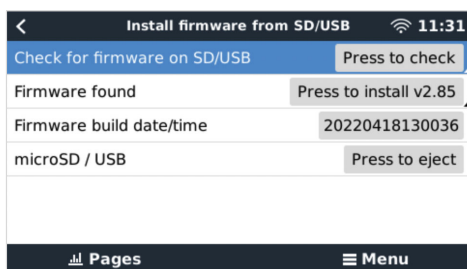 Install firmware from SD/USB 11:31
Check for firmware on SD/USB Press to check
Firmware found Press to install v2.85
Firmware build date/time 20220418130036
microSD / USB Press to eject
Pages Menu